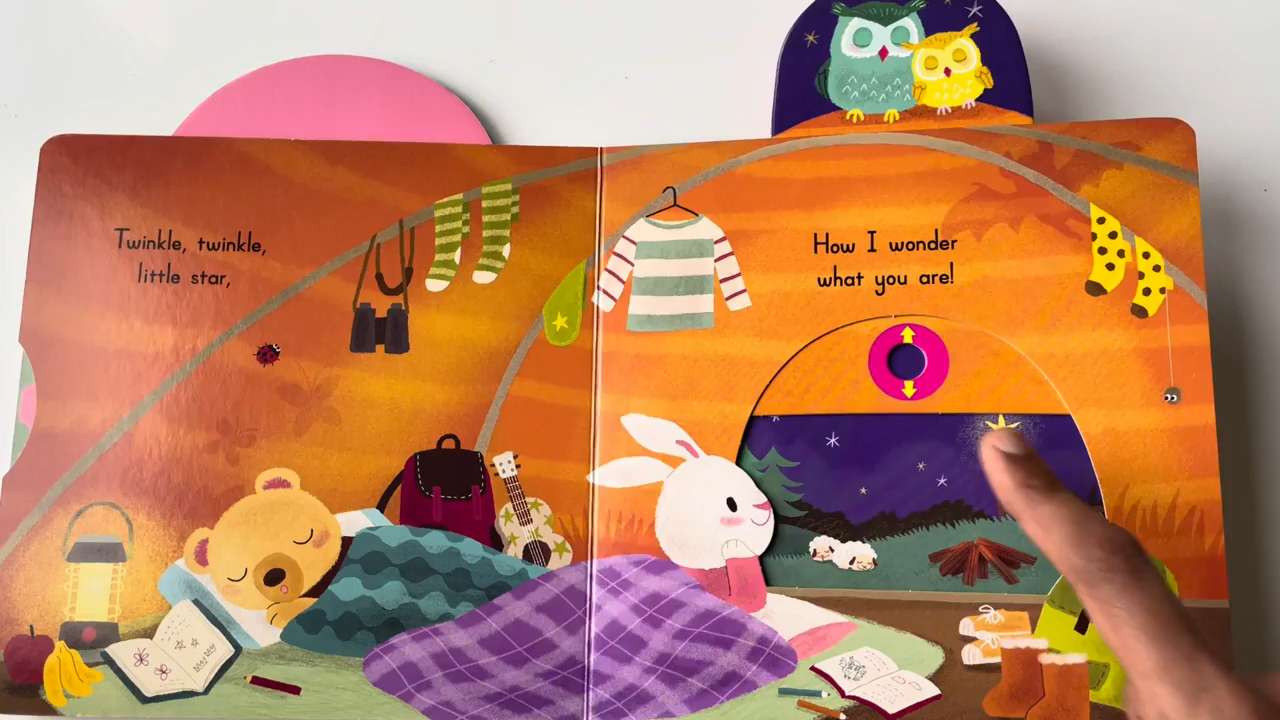 Twinkle, twinkle,
little star,
How I wonder
what you are!